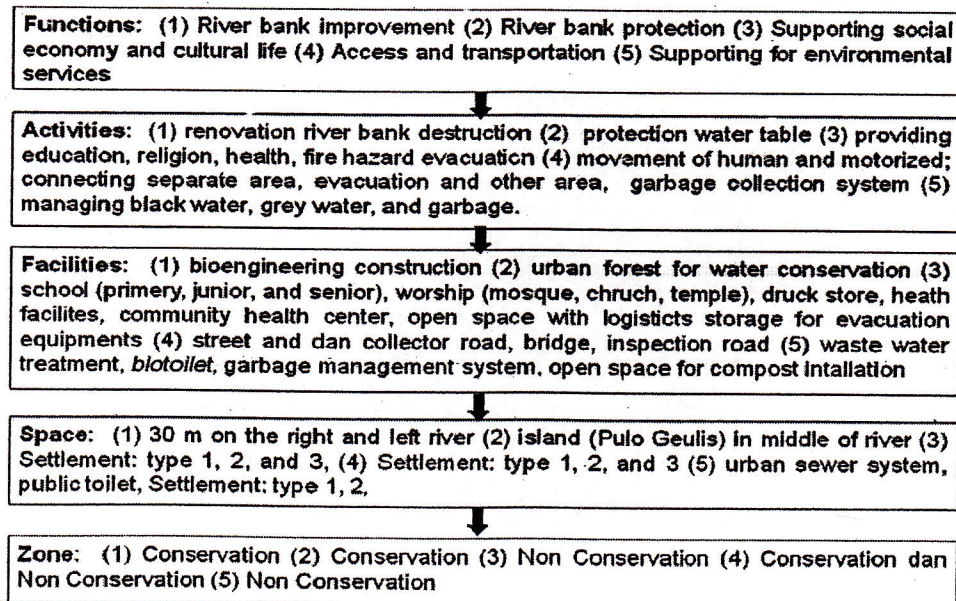 Functions: (1) River bank improvement (2) River bank protection (3) Supporting social
economy and cultural life (4) Access and transportation (5) Supporting for environmental
services
Activities: (1) renovation river bank destruction (2) protection water table (3) providing
education, religion, health, fire hazard evacuation (4) movement of human and motorized;
connecting separate area, evacuation and other area, garbage collection system (5)
managing black water, grey water, and garbage.
Facilities: (1) bioengineering construction (2) urban forest for water conservation (3)
school (primery, junior, and senior), worship (mosque, chruch, temple), druck store, heath
facilites, community health center, open space with logisticts storage for evacuation
equipments (4) street and dan collector road, bridge, inspection road (5) waste water
treatment, biotoilet, garbage management system, open space for compost Intallation
Space: (1) 30 m on the right and left river (2) island (Pulo Geulis) in middle of river (3)
Settlement: type 1, 2, and 3, (4) Settlement: type 1, 2, and 3 (5) urban sewer system,
public toilet, Settlement: type 1, 2,
Zone: (1) Conservation (2) Conservation (3) Non Conservation (4) Conservation dan
Non Conservation (5) Non Conservation